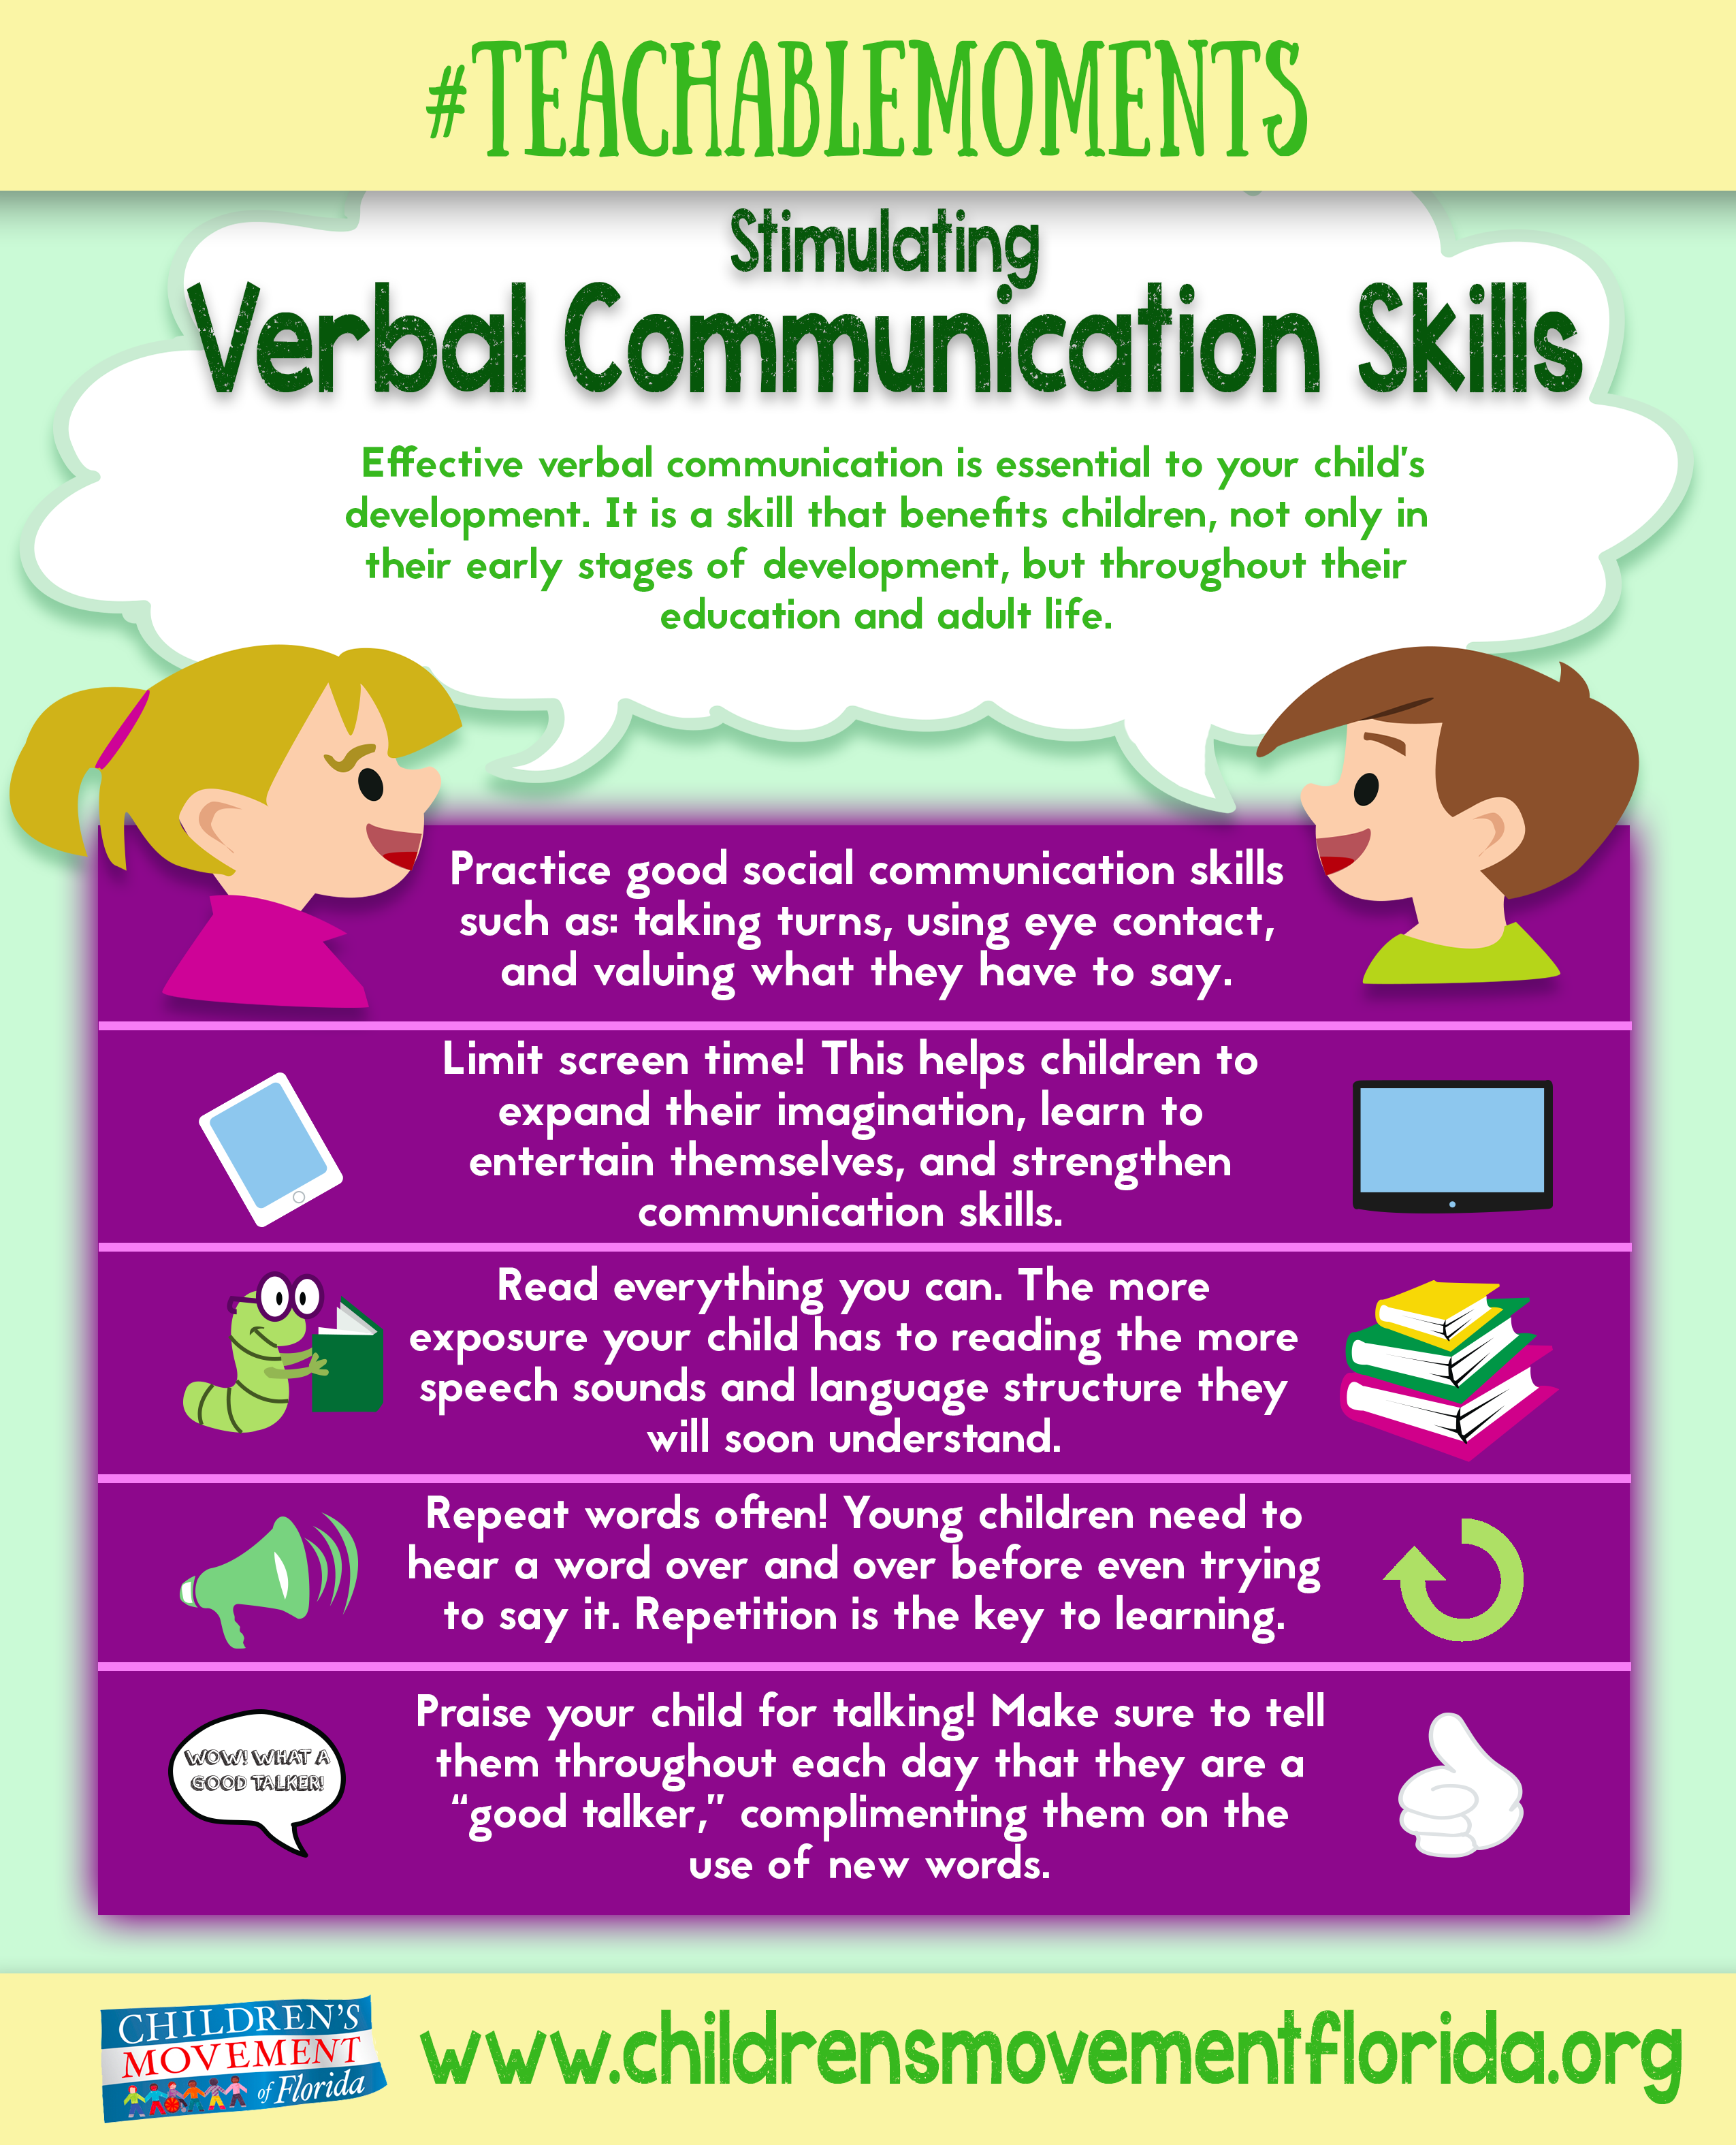 #TEACHABLEMOMENTS
Stimulating
Verbal Communication Skills
Effective verbal communication is essential to your child's
development. It is a skill that benefits children, not only in
their early stages of development, but throughout their
education and adult life.
Practice good social communication skills
such as: taking turns, using eye contact,
and valuing what they have to say.
Limit screen time! This helps children to
expand their imagination, learn to
entertain themselves, and strengthen
communication skills.
Read everything you can. The more
exposure your child has to reading the more
speech sounds and language structure they
will soon understand.
Repeat words often! Young children need to
hear a word over and over before even trying
to say it. Repetition is the key to learning.
WOW! WHAT A
GOOD TALKER!
Praise your child for talking! Make sure to tell
them throughout each day that they are a
“good talker,” complimenting them on the
use of new words.
CHILDREN'S
MOVEMENT
of Florida
www.childrensmovementflorida.org